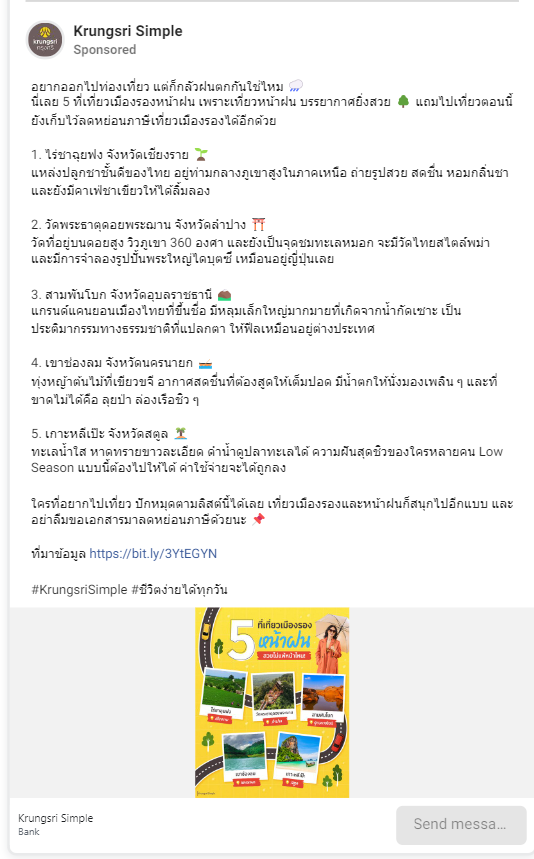 Krungsri Simple
Sponsored
krungsri
กรุงศรี
อยากออกไปท่องเที่ยว แต่ก็กลัวฝนตกกันใช่ไหม 🌧️
นี่เลย 5 ที่เที่ยวเมืองรองหน้าฝน เพราะเที่ยวหน้าฝน บรรยากาศยิ่งสวย 🌳 แถมไปเที่ยวตอนนี้
ยังเก็บไว้ลดหย่อนภาษีเที่ยวเมืองรองได้อีกด้วย
1. ไร่ชาฉุยฟง จังหวัดเชียงราย 🌱
แหล่งปลูกชาชั้นดีของไทย อยู่ท่ามกลางภูเขาสูงในภาคเหนือ ถ่ายรูปสวย สดชื่น หอมกลิ่นชา
และยังมีคาเฟ่ชาเขียวให้ได้ลิ้มลอง
2. วัดพระธาตุดอยพระฌาน จังหวัดลำปาง ⛩️
วัดที่อยู่บนดอยสูง วิวภูเขา 360 องศา และยังเป็นจุดชมทะเลหมอก จะมีวัดไทยสไตล์พม่า
และมีการจำลองรูปปั้นพระใหญ่ไดบุตซึ เหมือนอยู่ญี่ปุ่นเลย
3. สามพันโบก จังหวัดอุบลราชธานี 🌄
แกรนด์แคนยอนเมืองไทยที่ขึ้นชื่อ มีหลุมเล็กใหญ่มากมายที่เกิดจากน้ำกัดเซาะ เป็น
ประติมากรรมทางธรรมชาติที่แปลกตา ให้ฟีลเหมือนอยู่ต่างประเทศ
4. เขาช่องลม จังหวัดนครนายก 🏞️
ทุ่งหญ้าต้นไม้ที่เขียวขจี อากาศสดชื่นที่ต้องสูดให้เต็มปอด มีน้ำตกให้นั่งมองเพลิน ๆ และที่
ขาดไม่ได้คือ ลุยป่า ล่องเรือชิว ๆ
5. เกาะหลีเป๊ะ จังหวัดสตูล 🏝️
ทะเลน้ำใส หาดทรายขาวละเอียด ดำน้ำดูปลาทะเลได้ ความฝันสุดชิวของใครหลายคน Low
Season แบบนี้ต้องไปให้ได้ ค่าใช้จ่ายจะได้ถูกลง
ใครที่อยากไปเที่ยว ปักหมุดตามลิสต์นี้ได้เลย เที่ยวเมืองรองและหน้าฝนก็สนุกไปอีกแบบ และ
อย่าลืมขอเอกสารมาลดหย่อนภาษีด้วยนะ 📌
ที่มาข้อมูล https://bit.ly/3YtEGYN
#KrungsriSimple #ชีวิตง่ายได้ทุกวัน
5 ที่เที่ยวเมืองรอง
หน้าฝน
สวยไม่แพ้หน้าไหน!
ไร่ชาฉุยฟง
เชียงราย
วัดพระธาตุดอยพระฌาน
ลำปาง
สามพันโบก
อุบลราชธานี
เขาช่องลม
นครนายก
เกาะหลีเป๊ะ
สตูล
Krungsri Simple
Bank
Send messa...